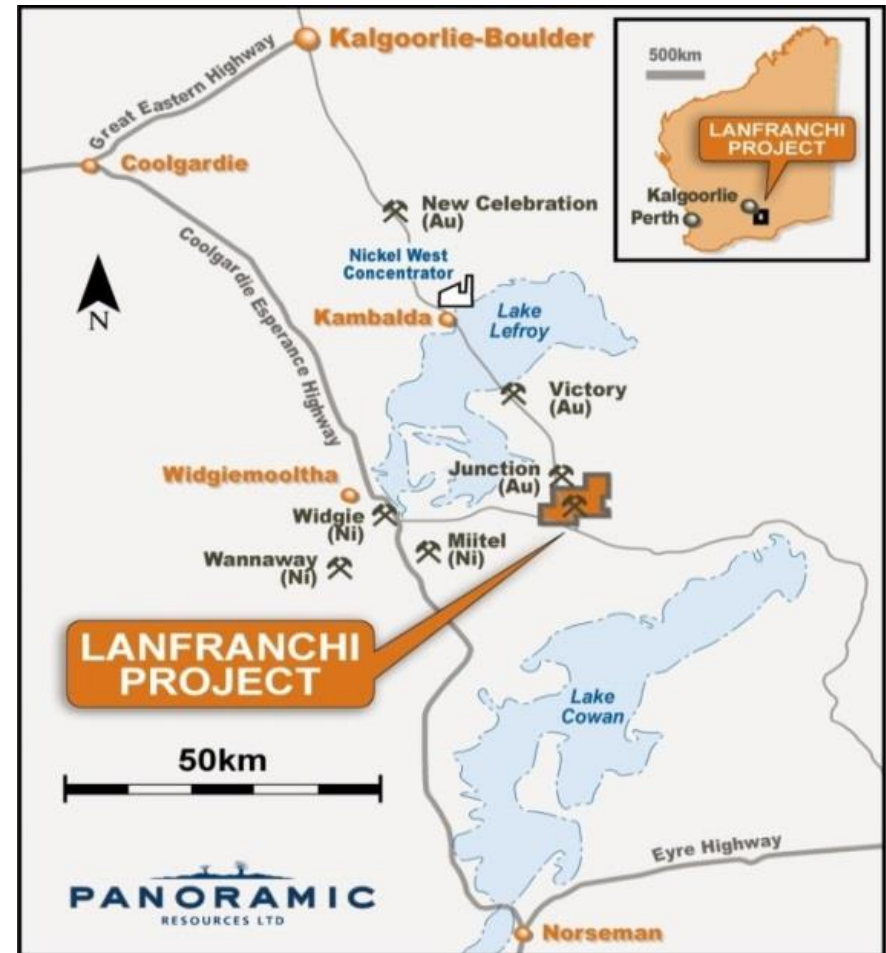 Kalgoorlie-Boulder
Great Eastern Highway
Coolgardie
500km
LANFRANCHI
PROJECT
Kalgoorlie
Perth
New Celebration
(Au)
Nickel West
Concentrator
Coolgardie Esperance Highway
N
Kambalda
Lake
Lefroy
Victory
(Au)
Junction
(Au)
Widgiemooltha
Widgie
(Ni)
Miitel
(Ni)
Wannaway
(Ni)
LANFRANCHI
PROJECT
Lake
Cowan
50km
Eyre Highway
PANORAMIC
RESOURCES LTD
Norseman